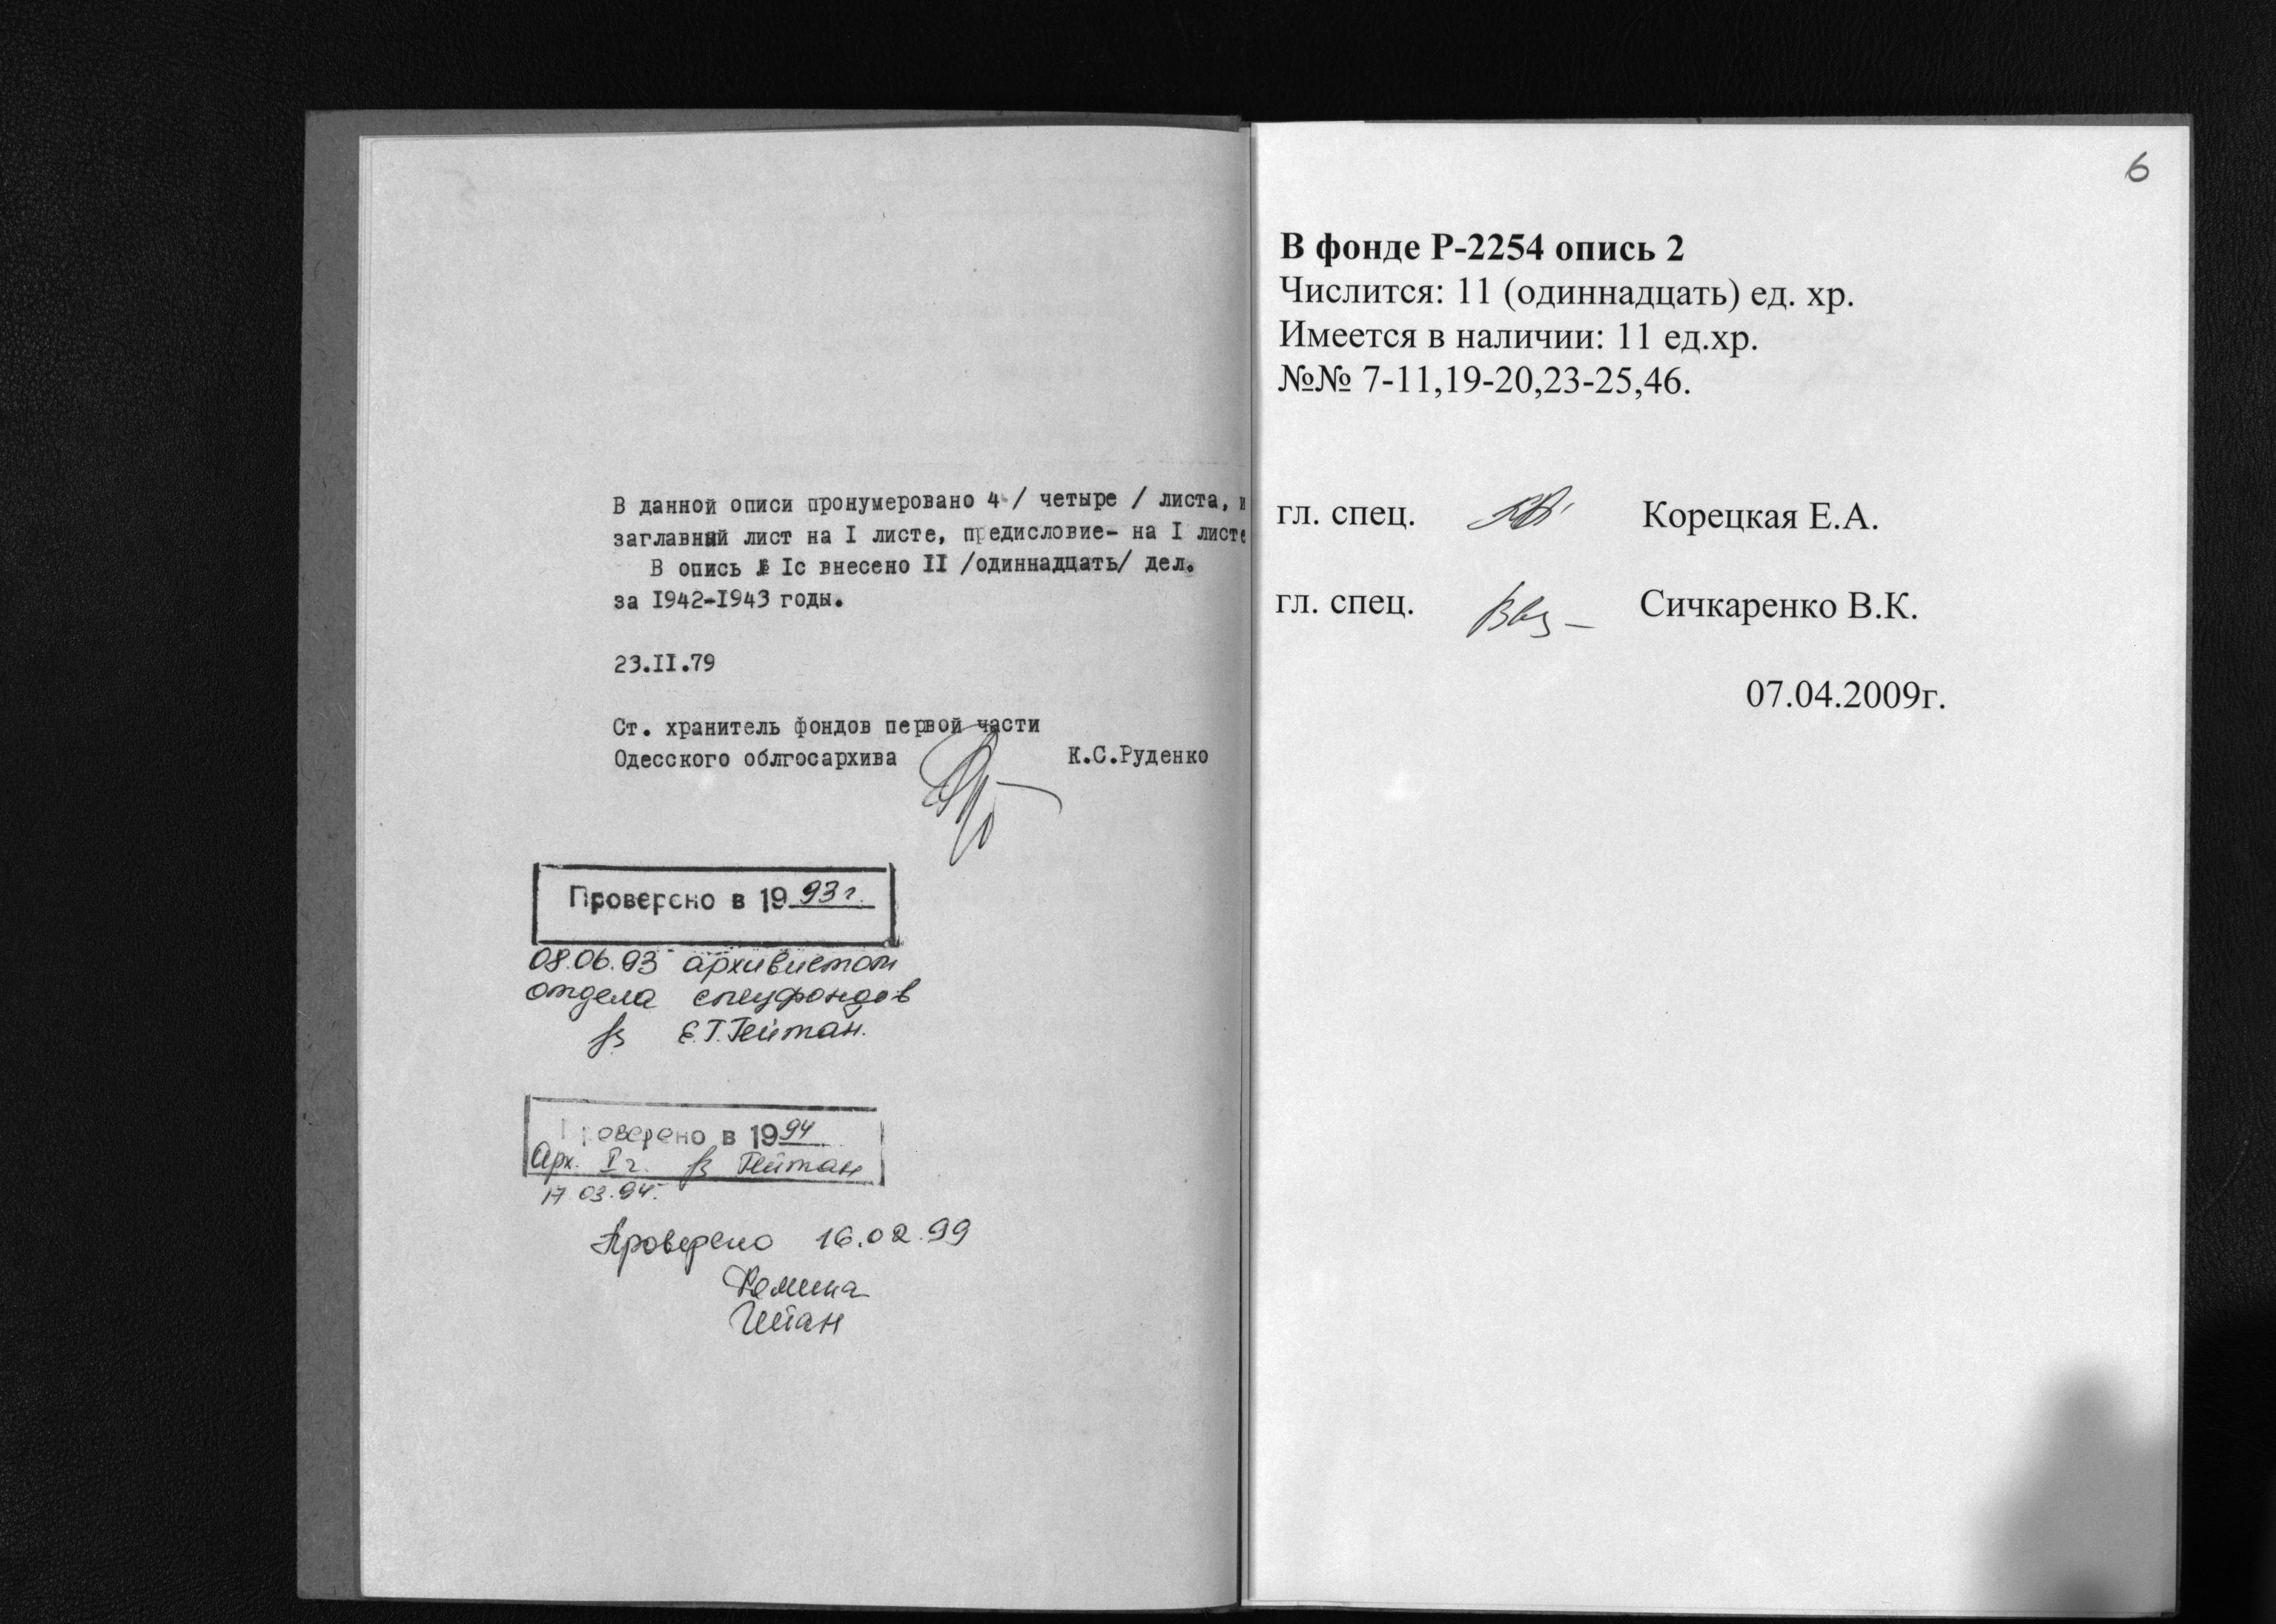 В данной описи пронумеровано 4 / четыре / листа, и
заглавный лист на I листе, предисловие- на I листе
В опись № Iс внесено II /одиннадцать/ дел.
за 1942-1943 годы.
23.II.79
Ст. хранитель фондов первой части
Одесского облгосархива К.С.Руденко
Проверено в 1993 г.
08.06.93 архивистом
отдела спецфондов
Е.Г.Гейтан.
Проверено в 1994
Арх. I г. Гейтан
17.03.94.
Проверено 16.02.99
6
В фонде Р-2254 опись 2
Числится: 11 (одиннадцать) ед. хр.
Имеется в наличии: 11 ед.хр.
№№ 7-11,19-20,23-25,46.
гл. спец. Корецкая Е.А.
гл. спец. Сичкаренко В.К.
07.04.2009г.